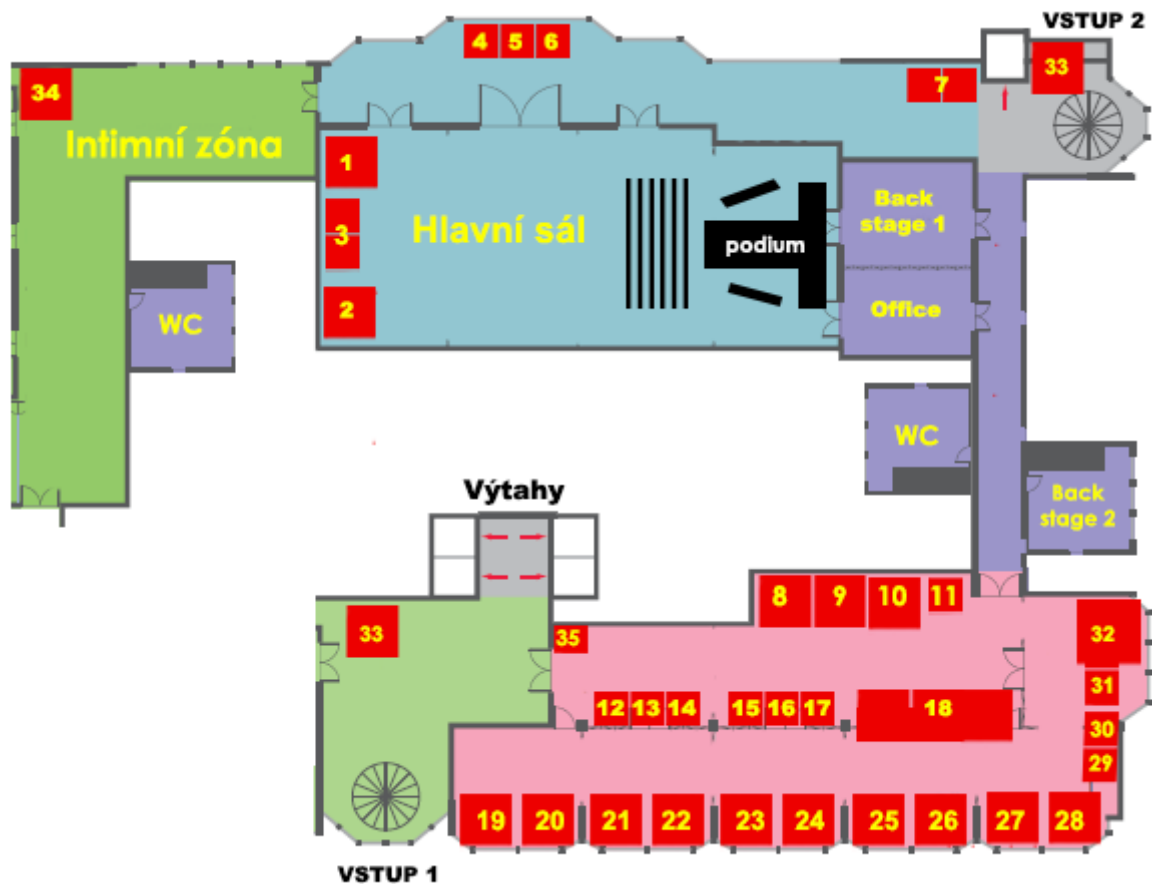 VSTUP 2
4 5 6
33
7
34
Intimní zóna
1
Back
stage 1
3
Hlavní sál
podium
2
Office
WC
WC
Výtahy
Back
stage 2
8 9 10 11
33
35
32
31
12 13 14 15 16 17 18
30
29
19 20 21 22 23 24 25 26 27 28
VSTUP 1